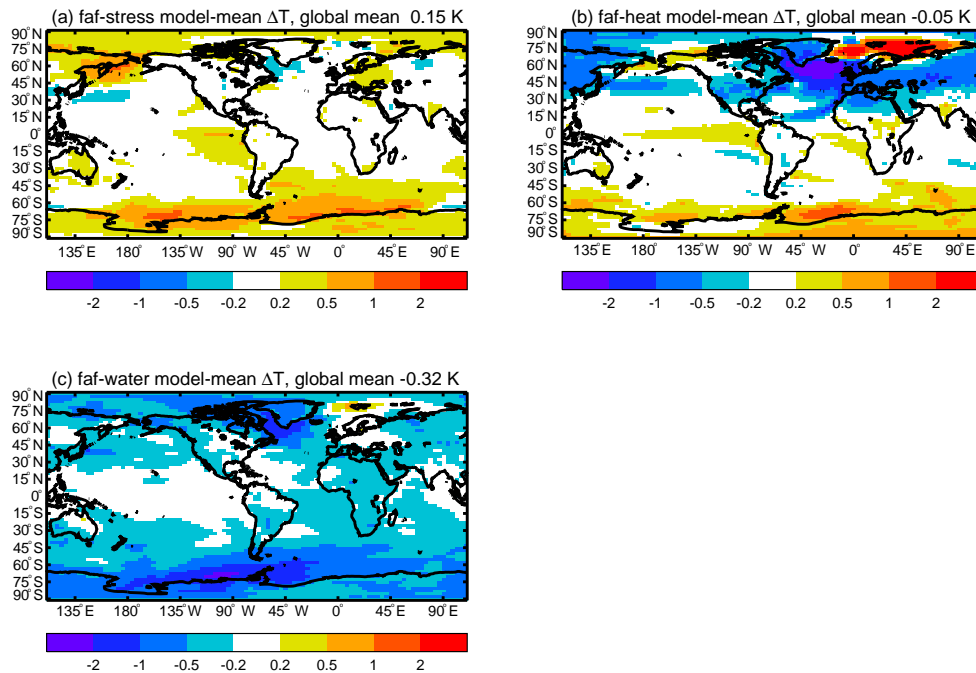 (a) faf-stress model-mean ΔT, global mean 0.15 K
90°N
75°N
60°N
45°N
30°N
15°N
0°
15°S
30°S
45°S
60°S
75°S
90°S
135°E 180° 135°W 90°W 45°W 0° 45°E 90°E
-2 -1 -0.5 -0.2 0.2 0.5 1 2
(b) faf-heat model-mean ΔT, global mean -0.05 K
90°N
75°N
60°N
45°N
30°N
15°N
0°
15°S
30°S
45°S
60°S
75°S
90°S
135°E 180° 135°W 90°W 45°W 0° 45°E 90°E
-2 -1 -0.5 -0.2 0.2 0.5 1 2
(c) faf-water model-mean ΔT, global mean -0.32 K
90°N
75°N
60°N
45°N
30°N
15°N
0°
15°S
30°S
45°S
60°S
75°S
90°S
135°E 180° 135°W 90°W 45°W 0° 45°E 90°E
-2 -1 -0.5 -0.2 0.2 0.5 1 2